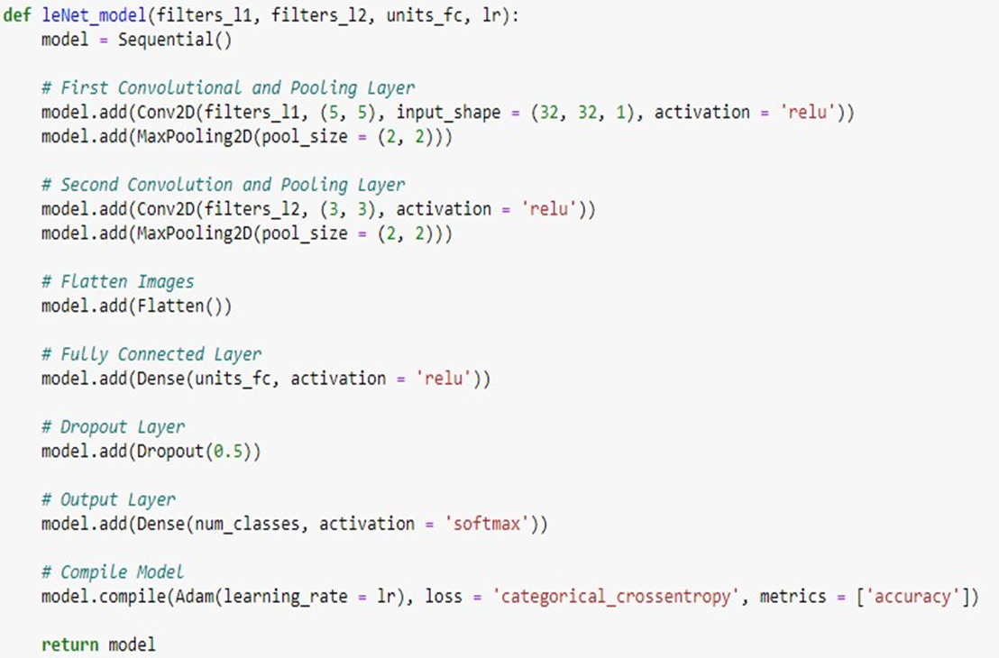 def leNet_model(filters_l1, filters_l2, units_fc, lr):
    model = Sequential()

    # First Convolutional and Pooling Layer
    model.add(Conv2D(filters_l1, (5, 5), input_shape = (32, 32, 1), activation = 'relu'))
    model.add(MaxPooling2D(pool_size = (2, 2)))

    # Second Convolution and Pooling Layer
    model.add(Conv2D(filters_l2, (3, 3), activation = 'relu'))
    model.add(MaxPooling2D(pool_size = (2, 2)))

    # Flatten Images
    model.add(Flatten())

    # Fully Connected Layer
    model.add(Dense(units_fc, activation = 'relu'))

    # Dropout Layer
    model.add(Dropout(0.5))

    # Output Layer
    model.add(Dense(num_classes, activation = 'softmax'))

    # Compile Model
    model.compile(Adam(learning_rate = lr), loss = 'categorical_crossentropy', metrics = ['accuracy'])

    return model